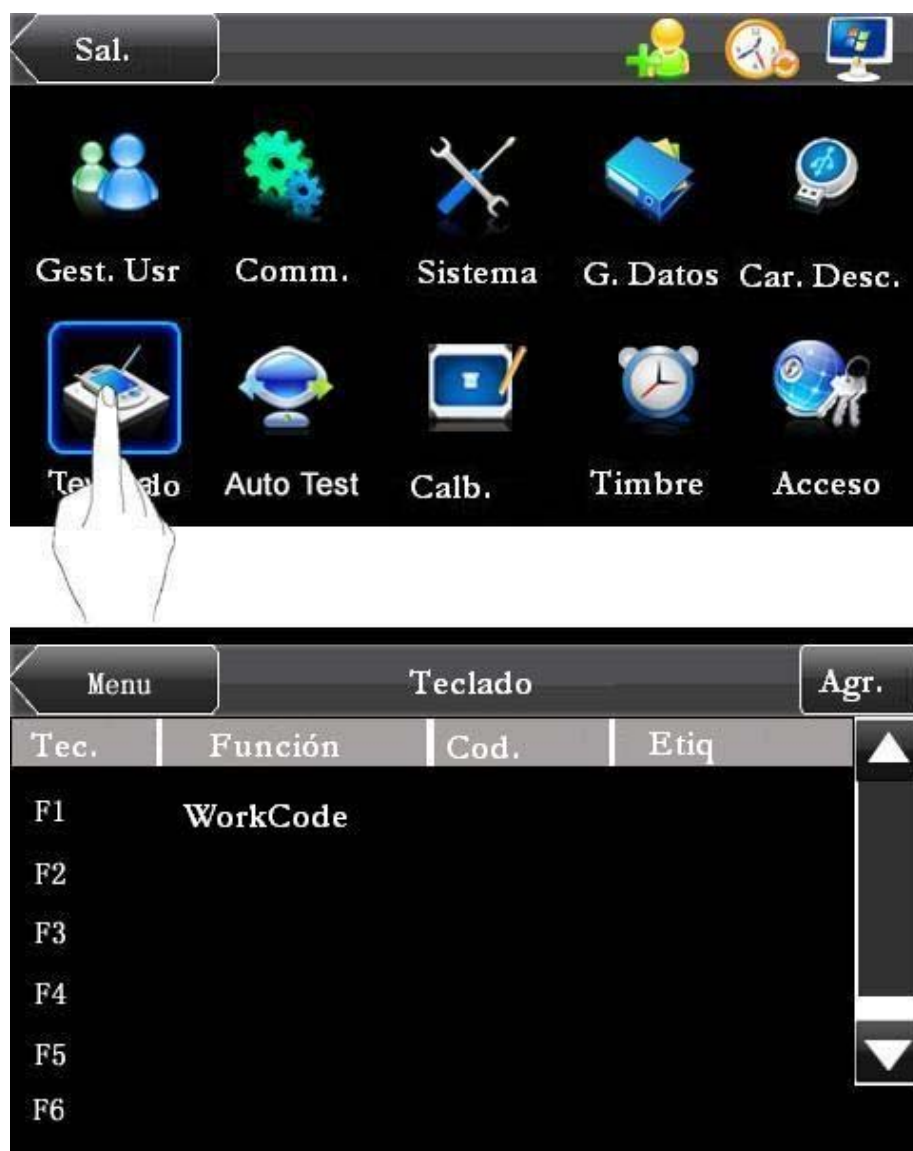 Sal.
Gest. Usr Comm. Sistema G. Datos Car. Desc.
Auto Test Calb. Timbre Acceso
Menu Teclado Agr.
Tec. Función Cod. Etiq
F1 WorkCode
F2
F3
F4
F5
F6